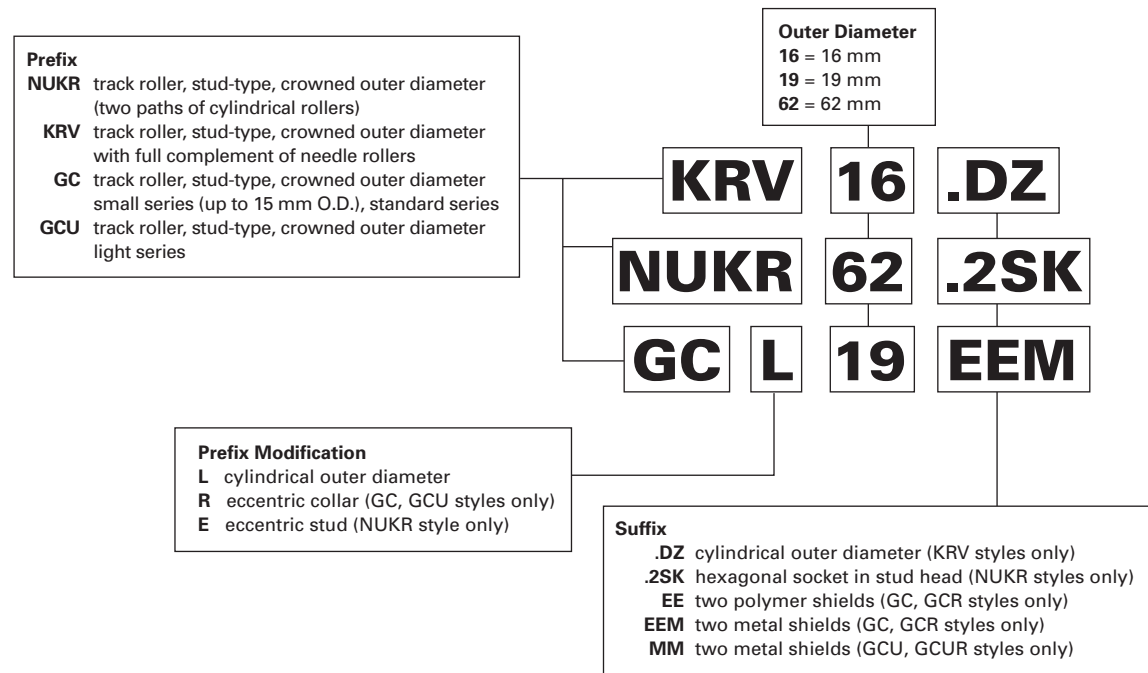 Outer Diameter
16 = 16 mm
19 = 19 mm
62 = 62 mm
Prefix
NUKR track roller, stud-type, crowned outer diameter
(two paths of cylindrical rollers)
KRV track roller, stud-type, crowned outer diameter
with full complement of needle rollers
GC track roller, stud-type, crowned outer diameter
small series (up to 15 mm O.D.), standard series
GCU track roller, stud-type, crowned outer diameter
light series
KRV 16 .DZ
NUKR 62 .2SK
GC L 19 EEM
Prefix Modification
L cylindrical outer diameter
R eccentric collar (GC, GCU styles only)
E eccentric stud (NUKR style only)
Suffix
.DZ cylindrical outer diameter (KRV styles only)
.2SK hexagonal socket in stud head (NUKR styles only)
EE two polymer shields (GC, GCR styles only)
EEM two metal shields (GC, GCR styles only)
MM two metal shields (GCU, GCUR styles only)